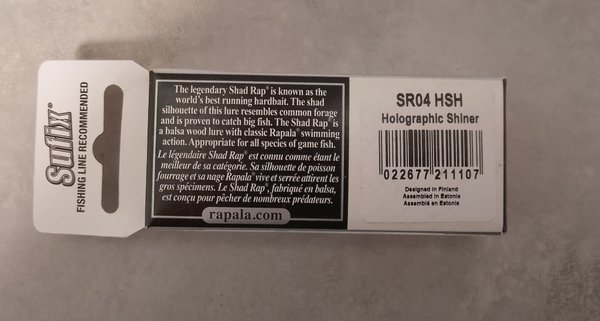 Sufix®
FISHING LINE RECOMMENDED
The legendary Shad Rap® is known as the
world's best running hardbait. The shad
silhouette of this lure resembles common forage
and is proven to catch big fish. The Shad Rap® is
a balsa wood lure with classic Rapala® swimming
action. Appropriate for all species of game fish.
Le légendaire Shad Rap® est connu comme étant le
meilleur de sa catégorie. Sa silhouette de poisson
fourrage et sa nage Rapala® vive et serrée attirent les
gros spécimens. Le Shad Rap®, fabriqué en balsa,
est conçu pour pêcher de nombreux prédateurs.
rapala.com
SR04 HSH
Holographic Shiner
022677 211107
Designed in Finland
Assembled in Estonia
Assemblé en Estonie